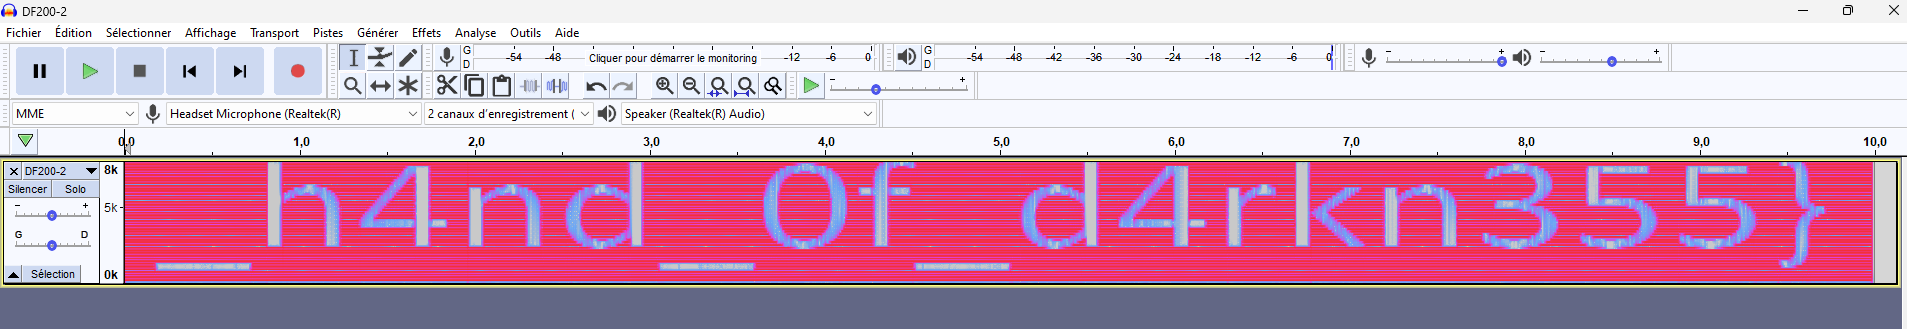 DF200-2
Fichier Édition Sélectionner Affichage Transport Pistes Générer Effets Analyse Outils Aide
G D -54 -48 Cliquer pour démarrer le monitoring -12 -6 0 G D -54 -48 -42 -36 -30 -24 -18 -12 -6 0 - + - +
- +
MME Headset Microphone (Realtek(R) 2 canaux d'enregistrement ( Speaker (Realtek(R) Audio)
0,0 1,0 2,0 3,0 4,0 5,0 6,0 7,0 8,0 9,0 10,0
DF200-2 8k
Silencer Solo
- + 5k
G D
Sélection 0k
_h4nd_0f_d4rkn355}